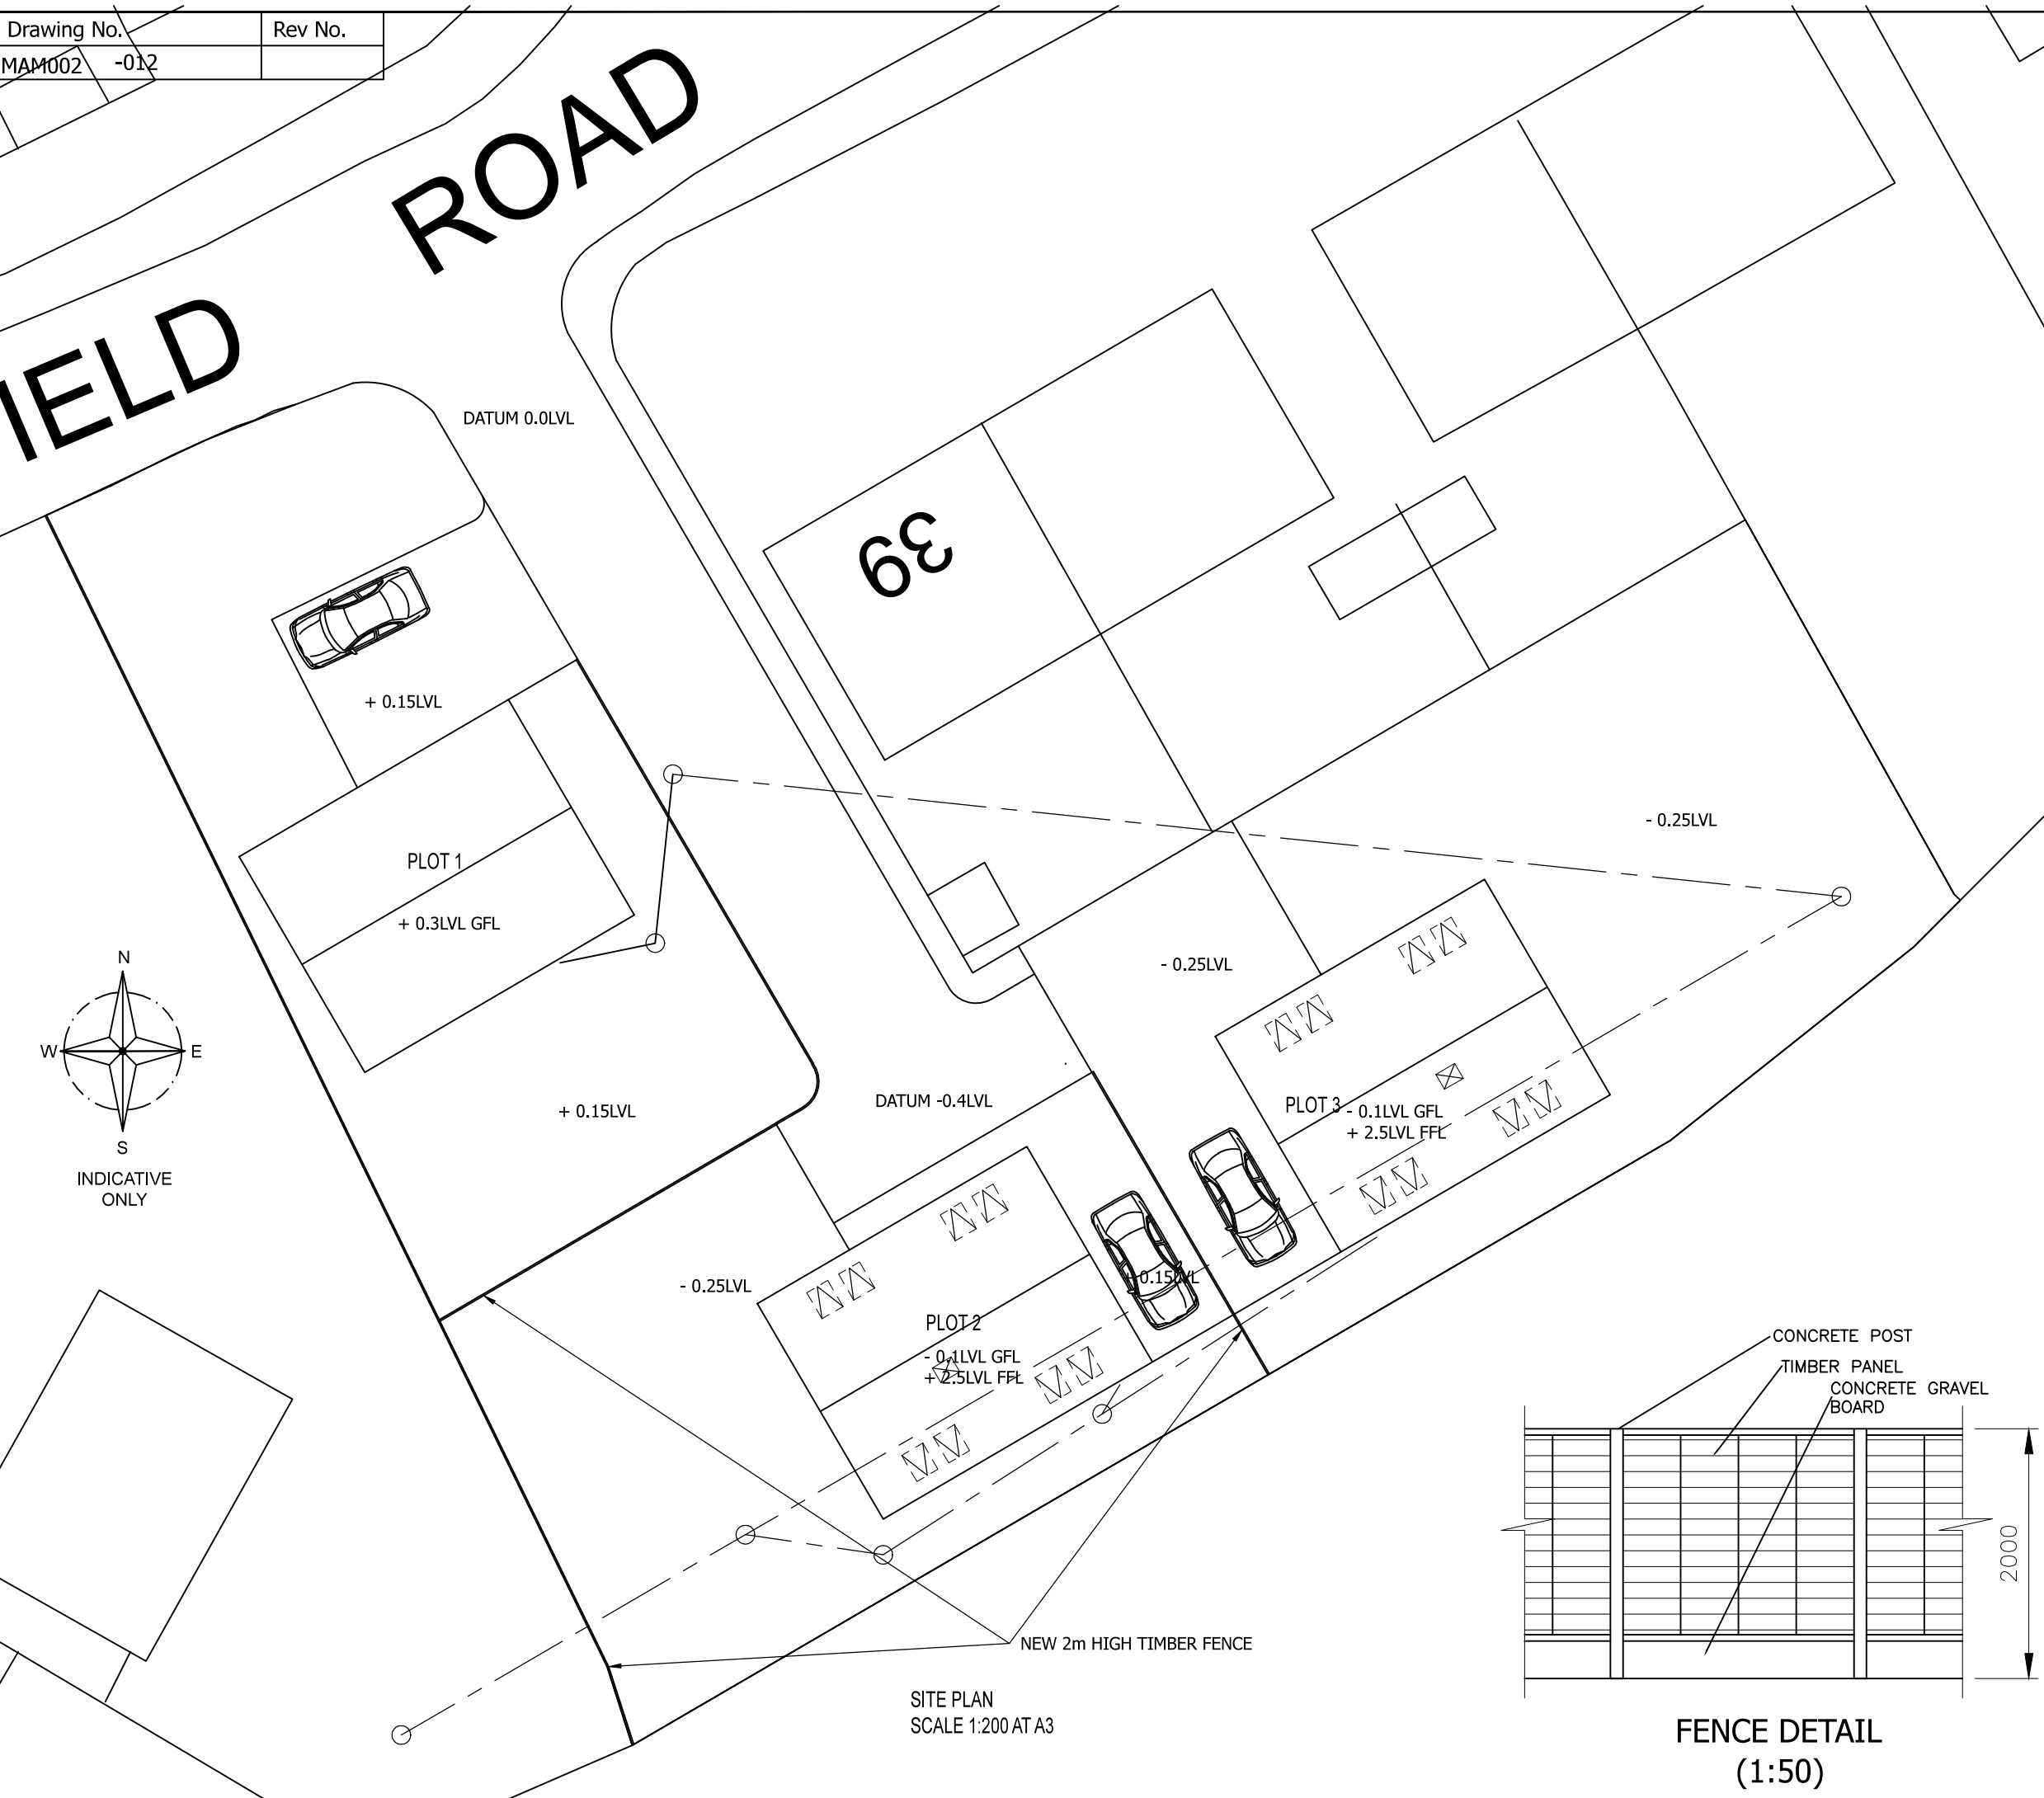 Drawing No.
Rev No.
MAM002 -012
ROAD
IELD
DATUM 0.0LVL
39
+ 0.15LVL
- 0.25LVL
PLOT 1
+ 0.3LVL GFL
- 0.25LVL
N
W
E
S
INDICATIVE
ONLY
+ 0.15LVL
DATUM -0.4LVL
PLOT 3
- 0.1LVL GFL
+ 2.5LVL FFL
- 0.25LVL
PLOT 2
- 0.1LVL GFL
+ 2.5LVL FFL
CONCRETE POST
TIMBER PANEL
CONCRETE GRAVEL
BOARD
2000
NEW 2m HIGH TIMBER FENCE
SITE PLAN
SCALE 1:200 AT A3
FENCE DETAIL
(1:50)